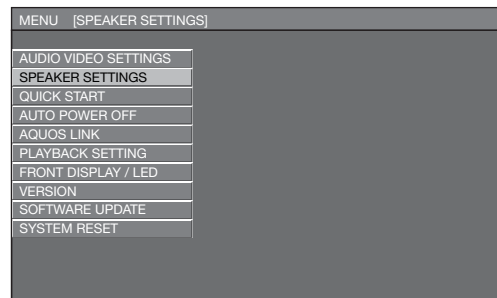 MENU [SPEAKER SETTINGS]
AUDIO VIDEO SETTINGS
SPEAKER SETTINGS
QUICK START
AUTO POWER OFF
AQUOS LINK
PLAYBACK SETTING
FRONT DISPLAY / LED
VERSION
SOFTWARE UPDATE
SYSTEM RESET